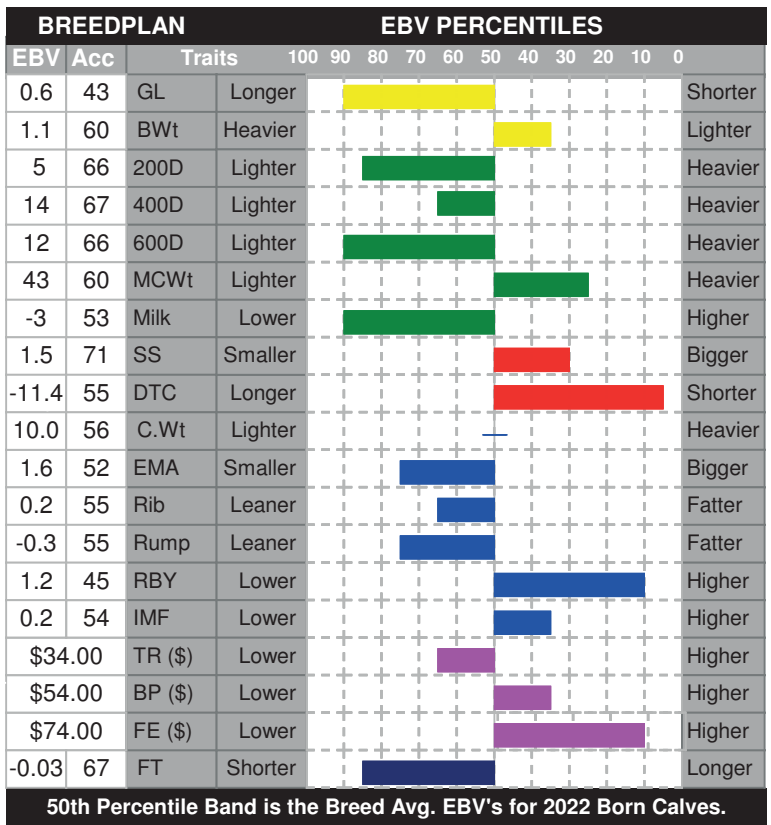 BREEDPLAN EBV PERCENTILES
EBV Acc Traits 100 90 80 70 60 50 40 30 20 10 0
0.6 43 GL Longer Shorter
1.1 60 BWt Heavier Lighter
5 66 200D Lighter Heavier
14 67 400D Lighter Heavier
12 66 600D Lighter Heavier
43 60 MCWt Lighter Heavier
-3 53 Milk Lower Higher
1.5 71 SS Smaller Bigger
-11.4 55 DTC Longer Shorter
10.0 56 C.Wt Lighter Heavier
1.6 52 EMA Smaller Bigger
0.2 55 Rib Leaner Fatter
-0.3 55 Rump Leaner Fatter
1.2 45 RBY Lower Higher
0.2 54 IMF Lower Higher
$34.00 TR ($) Lower Higher
$54.00 BP ($) Lower Higher
$74.00 FE ($) Lower Higher
-0.03 67 FT Shorter Longer
50th Percentile Band is the Breed Avg. EBV's for 2022 Born Calves.